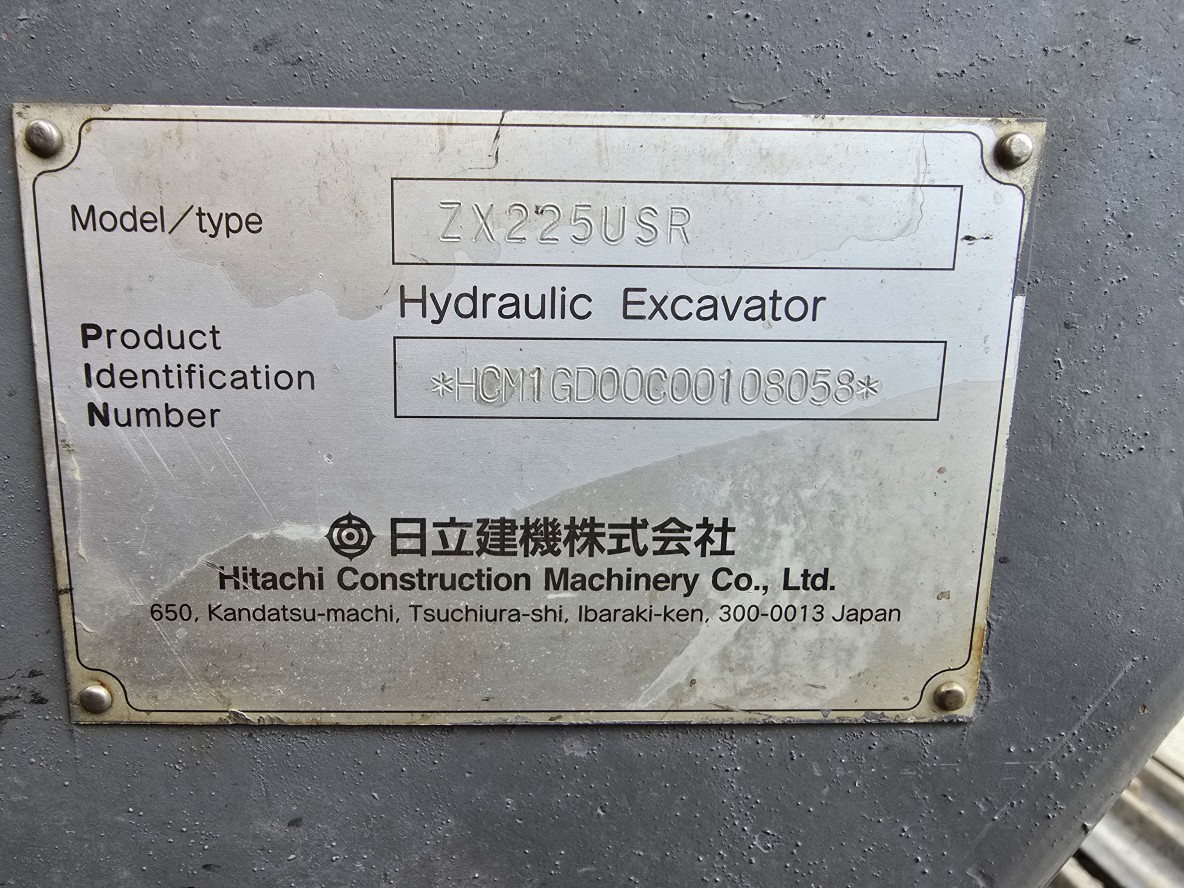 Model/type ZX225USR
Hydraulic Excavator
Product
Identification
Number
*HCM1GD00C00108058*
日立建機株式会社
Hitachi Construction Machinery Co., Ltd.
650, Kandatsu-machi, Tsuchiura-shi, Ibaraki-ken, 300-0013 Japan